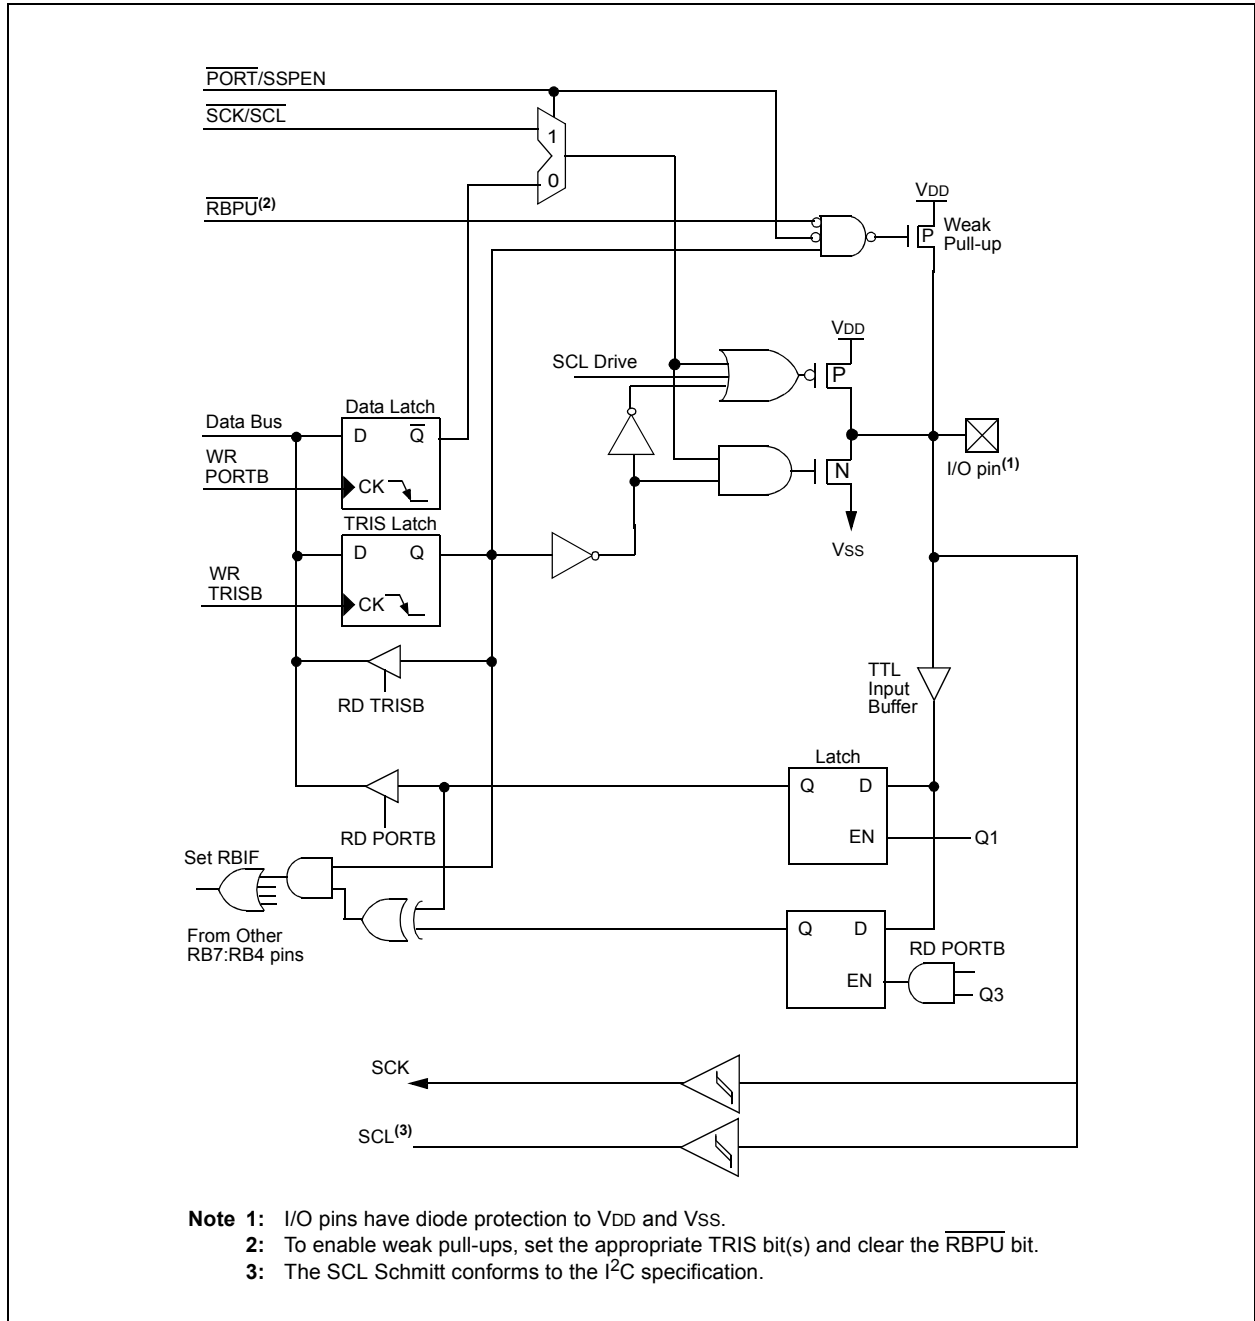 PORT/SSPEN
SCK/SCL
1
0
RBPU(2)
VDD
P
Weak
Pull-up
VDD
SCL Drive
P
Data Latch
Data Bus
D Q
WR
PORTB
CK
N
I/O pin(1)
VSS
TRIS Latch
D Q
WR
TRISB
CK
RD TRISB
TTL
Input
Buffer
Latch
Q D
EN
Q1
RD PORTB
Set RBIF
From Other
RB7:RB4 pins
Q D
RD PORTB
EN
Q3
SCK
SCL(3)
Note 1: I/O pins have diode protection to VDD and VSS.
2: To enable weak pull-ups, set the appropriate TRIS bit(s) and clear the RBPU bit.
3: The SCL Schmitt conforms to the I2C specification.